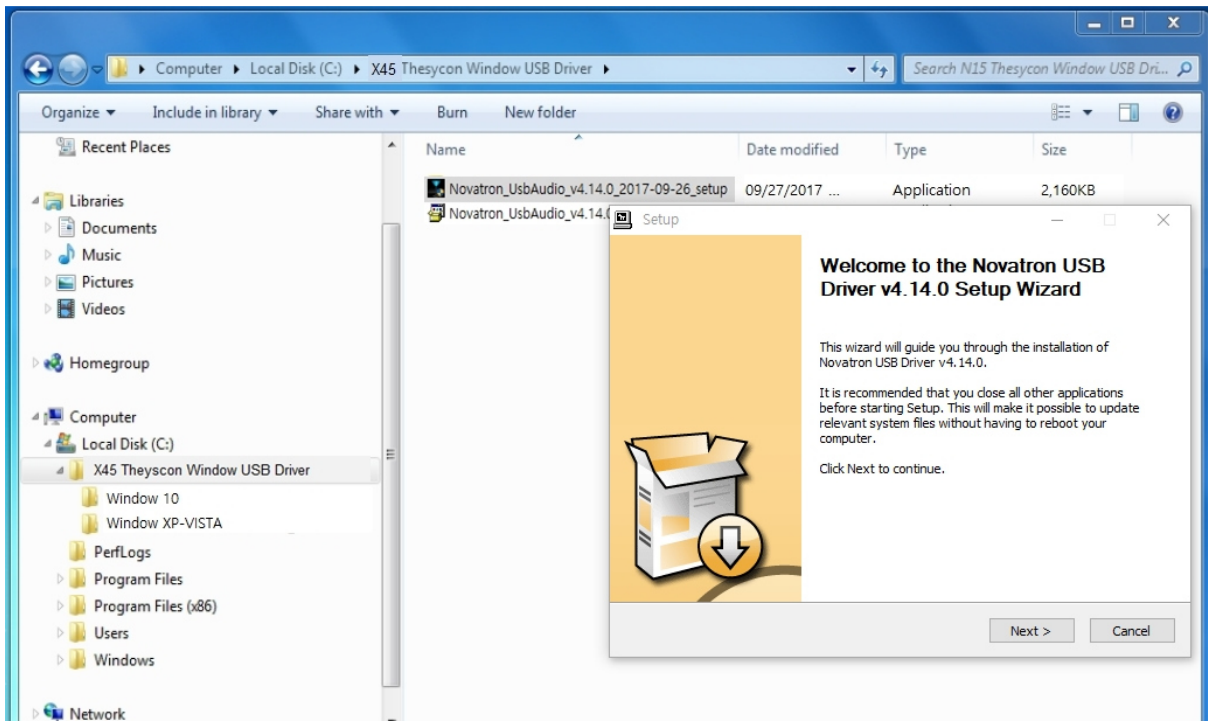 Computer ▸ Local Disk (C:) ▸ X45 Thesycon Window USB Driver ▸
Search N15 Thesycon Window USB Dri...
Organize Include in library Share with Burn New folder
Recent Places
Libraries
Documents
Music
Pictures
Videos
Homegroup
Computer
Local Disk (C:)
X45 Theyscon Window USB Driver
Window 10
Window XP-VISTA
PerfLogs
Program Files
Program Files (x86)
Users
Windows
Network
Name Date modified Type Size
Novatron_UsbAudio_v4.14.0_2017-09-26_setup 09/27/2017 ... Application 2,160KB
Novatron_UsbAudio_v4.14.0
Setup
Welcome to the Novatron USB
Driver v4.14.0 Setup Wizard
This wizard will guide you through the installation of
Novatron USB Driver v4.14.0.
It is recommended that you close all other applications
before starting Setup. This will make it possible to update
relevant system files without having to reboot your
computer.
Click Next to continue.
Next > Cancel